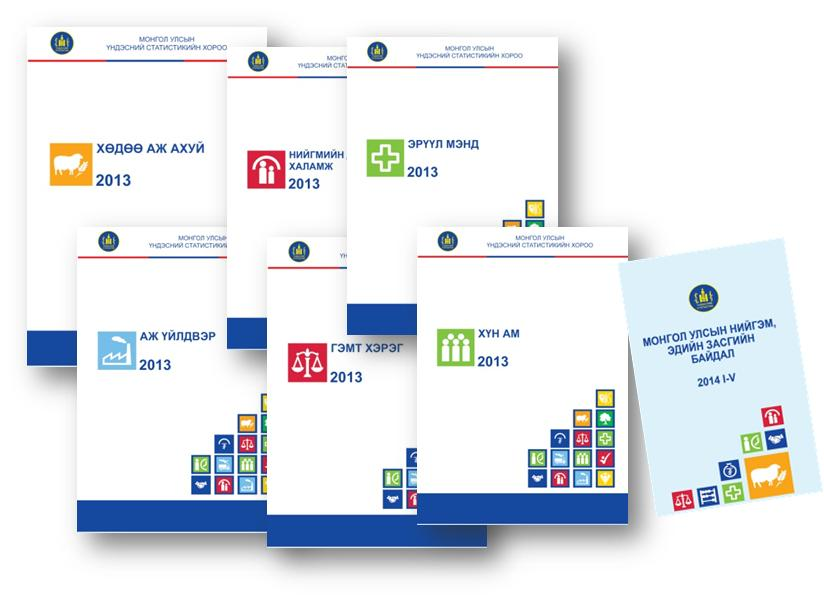 МОНГОЛ УЛСЫН
ҮНДЭСНИЙ СТАТИСТИКИЙН ХОРОО
ХӨДӨӨ АЖ АХУЙ
2013
ҮНДЭСНИЙ
НИЙГМИЙН
ХАЛАМЖ
2013
МОНГОЛ УЛСЫН
ҮНДЭСНИЙ СТАТИСТИКИЙН ХОРОО
ЭРҮҮЛ МЭНД
2013
МОНГОЛ УЛСЫН
ҮНДЭСНИЙ
АЖ ҮЙЛДВЭР
2013
ГЭМТ ХЭРЭГ
2013
МОНГОЛ УЛСЫН
ҮНДЭСНИЙ СТАТИСТИКИЙН ХОРОО
ХҮН АМ
2013
МОНГОЛ УЛСЫН НИЙГЭМ,
ЭДИЙН ЗАСГИЙН
БАЙДАЛ
2014 I-V